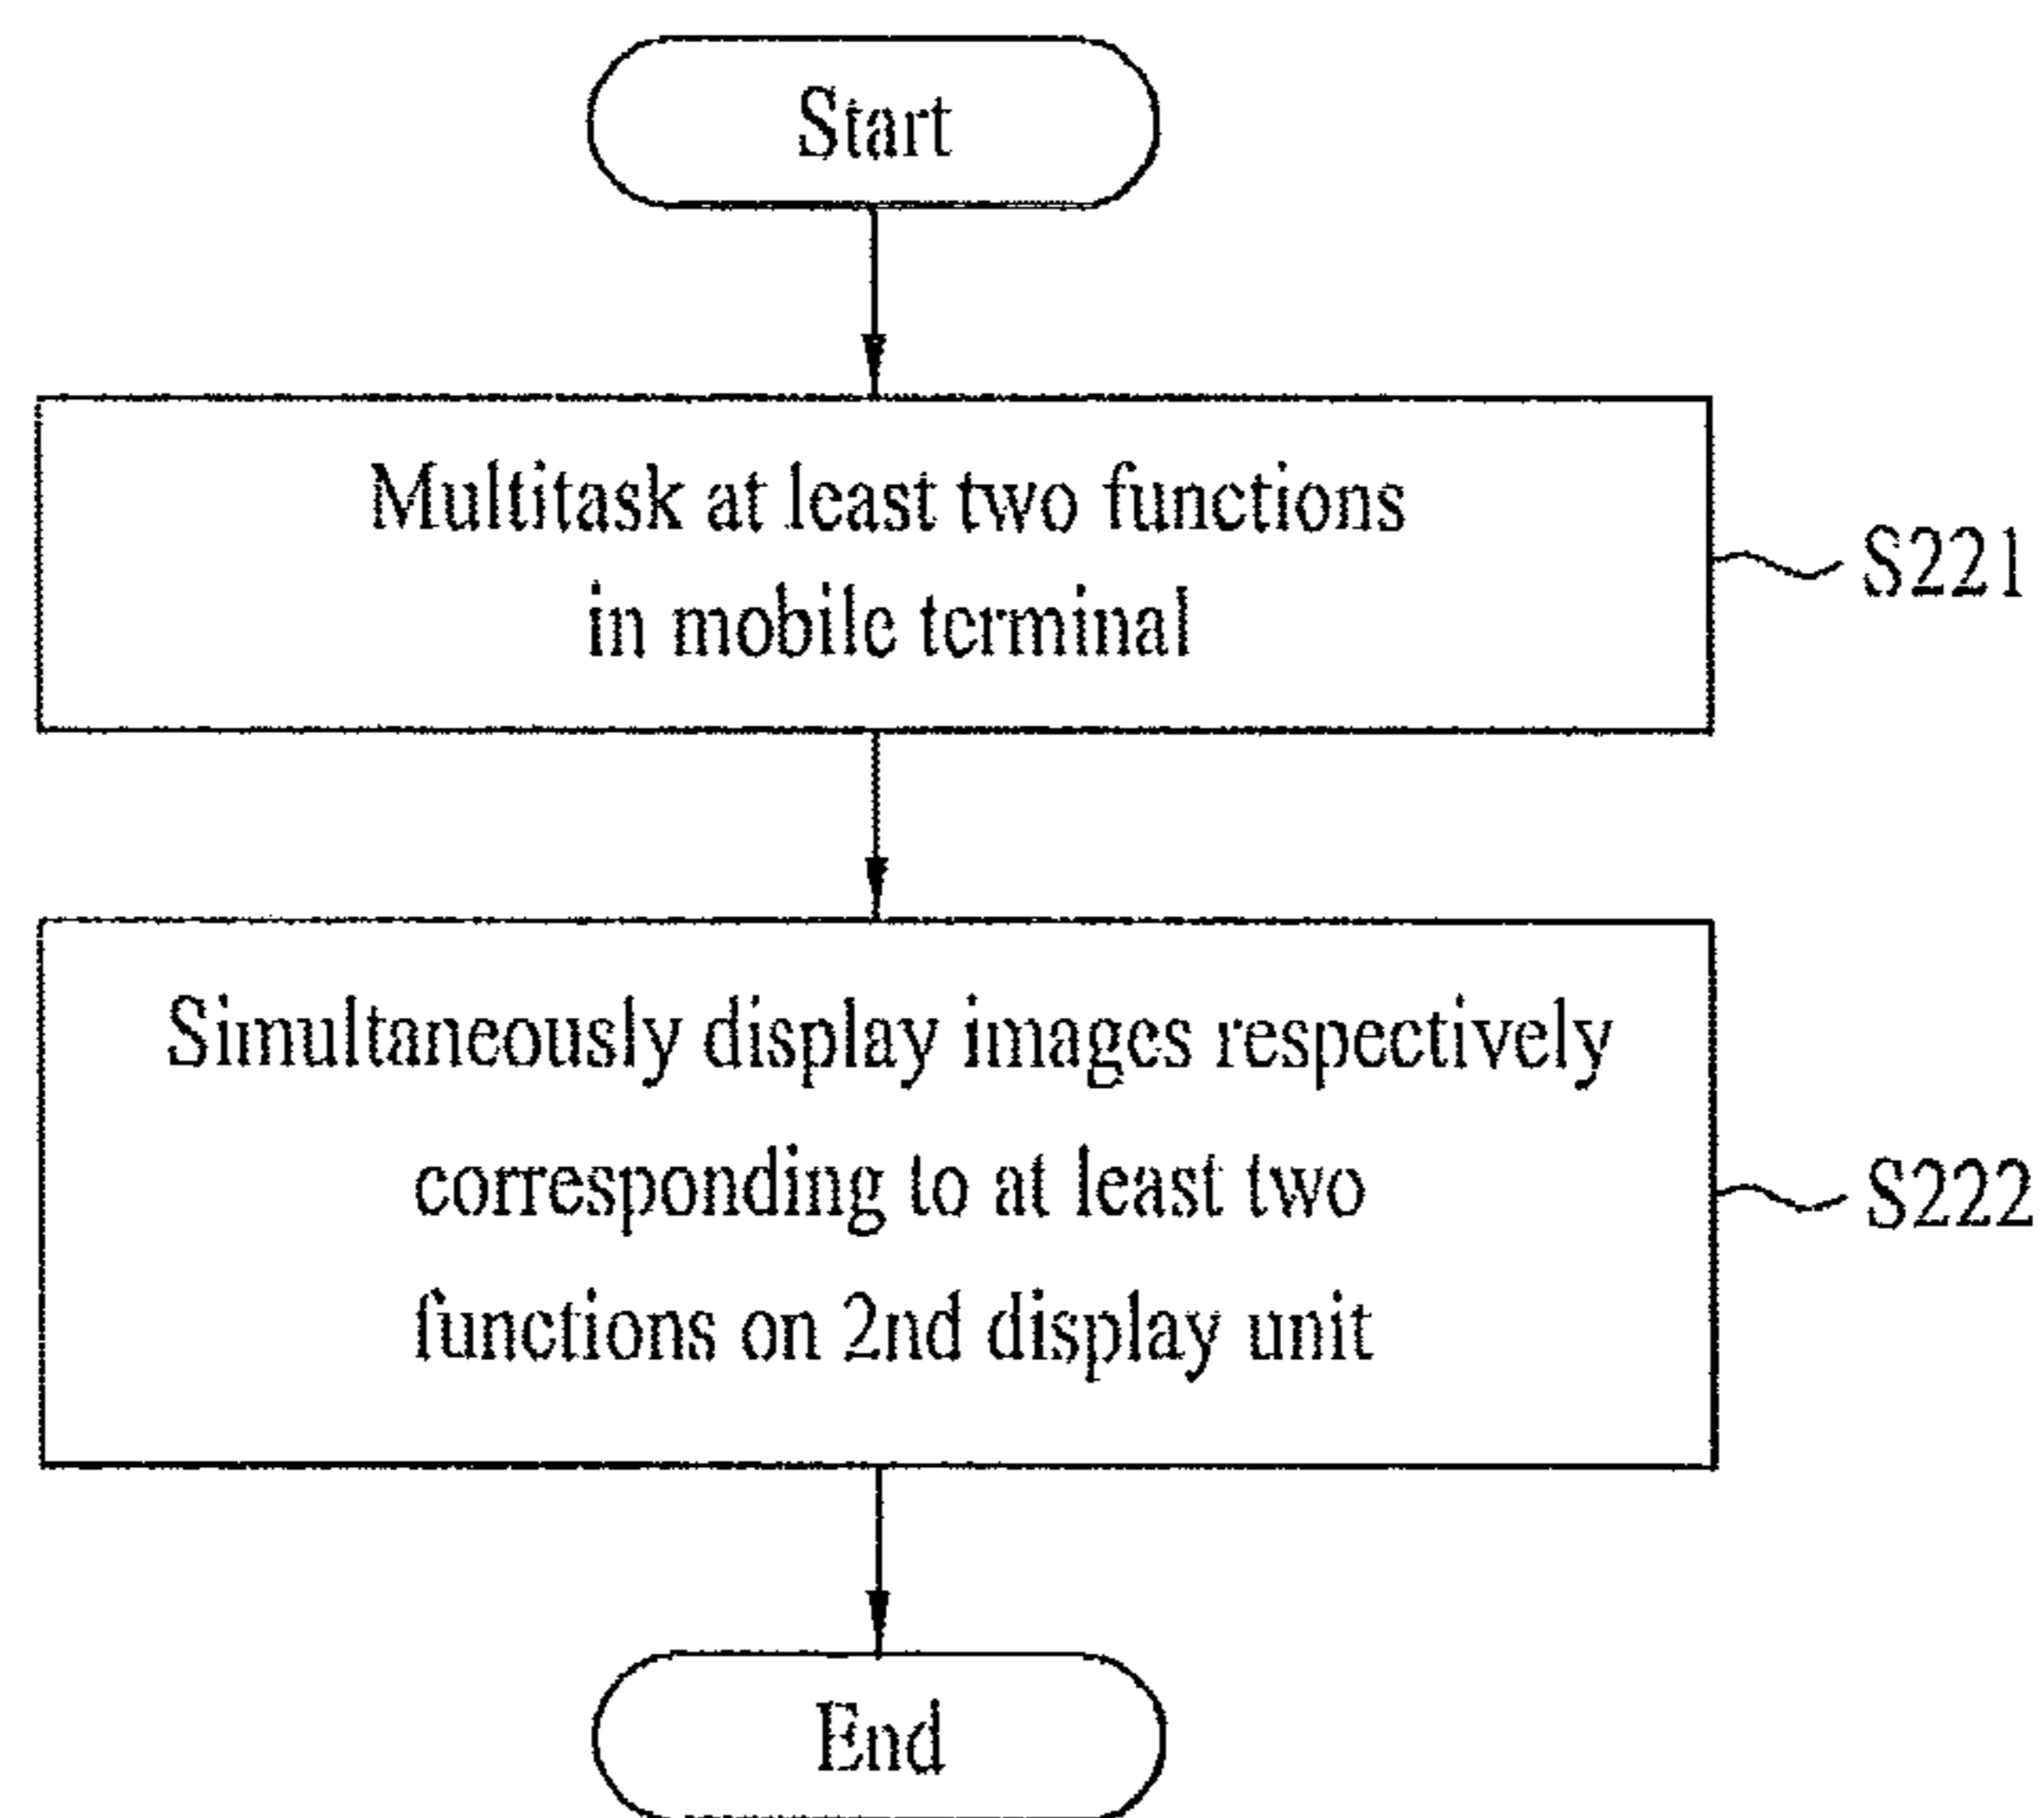 Start
Multitask at least two functions
in mobile terminal
S221
Simultaneously display images respectively
corresponding to at least two
functions on 2nd display unit
S222
End